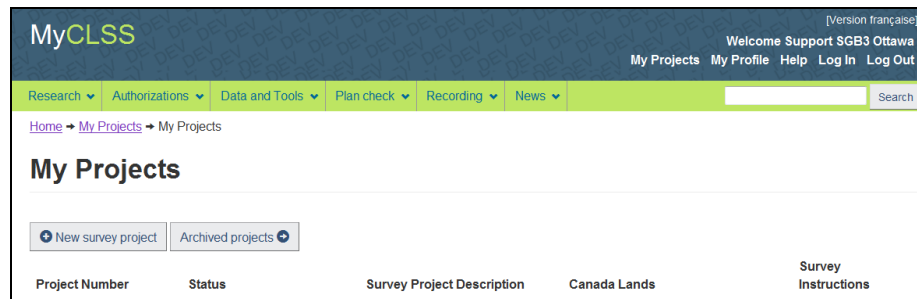 [Version française]
MyCLSS
Welcome Support SGB3 Ottawa
My Projects My Profile Help Log In Log Out
Research Authorizations Data and Tools Plan check Recording News Search
Home → My Projects → My Projects
My Projects
New survey project Archived projects
Project Number Status Survey Project Description Canada Lands Survey Instructions